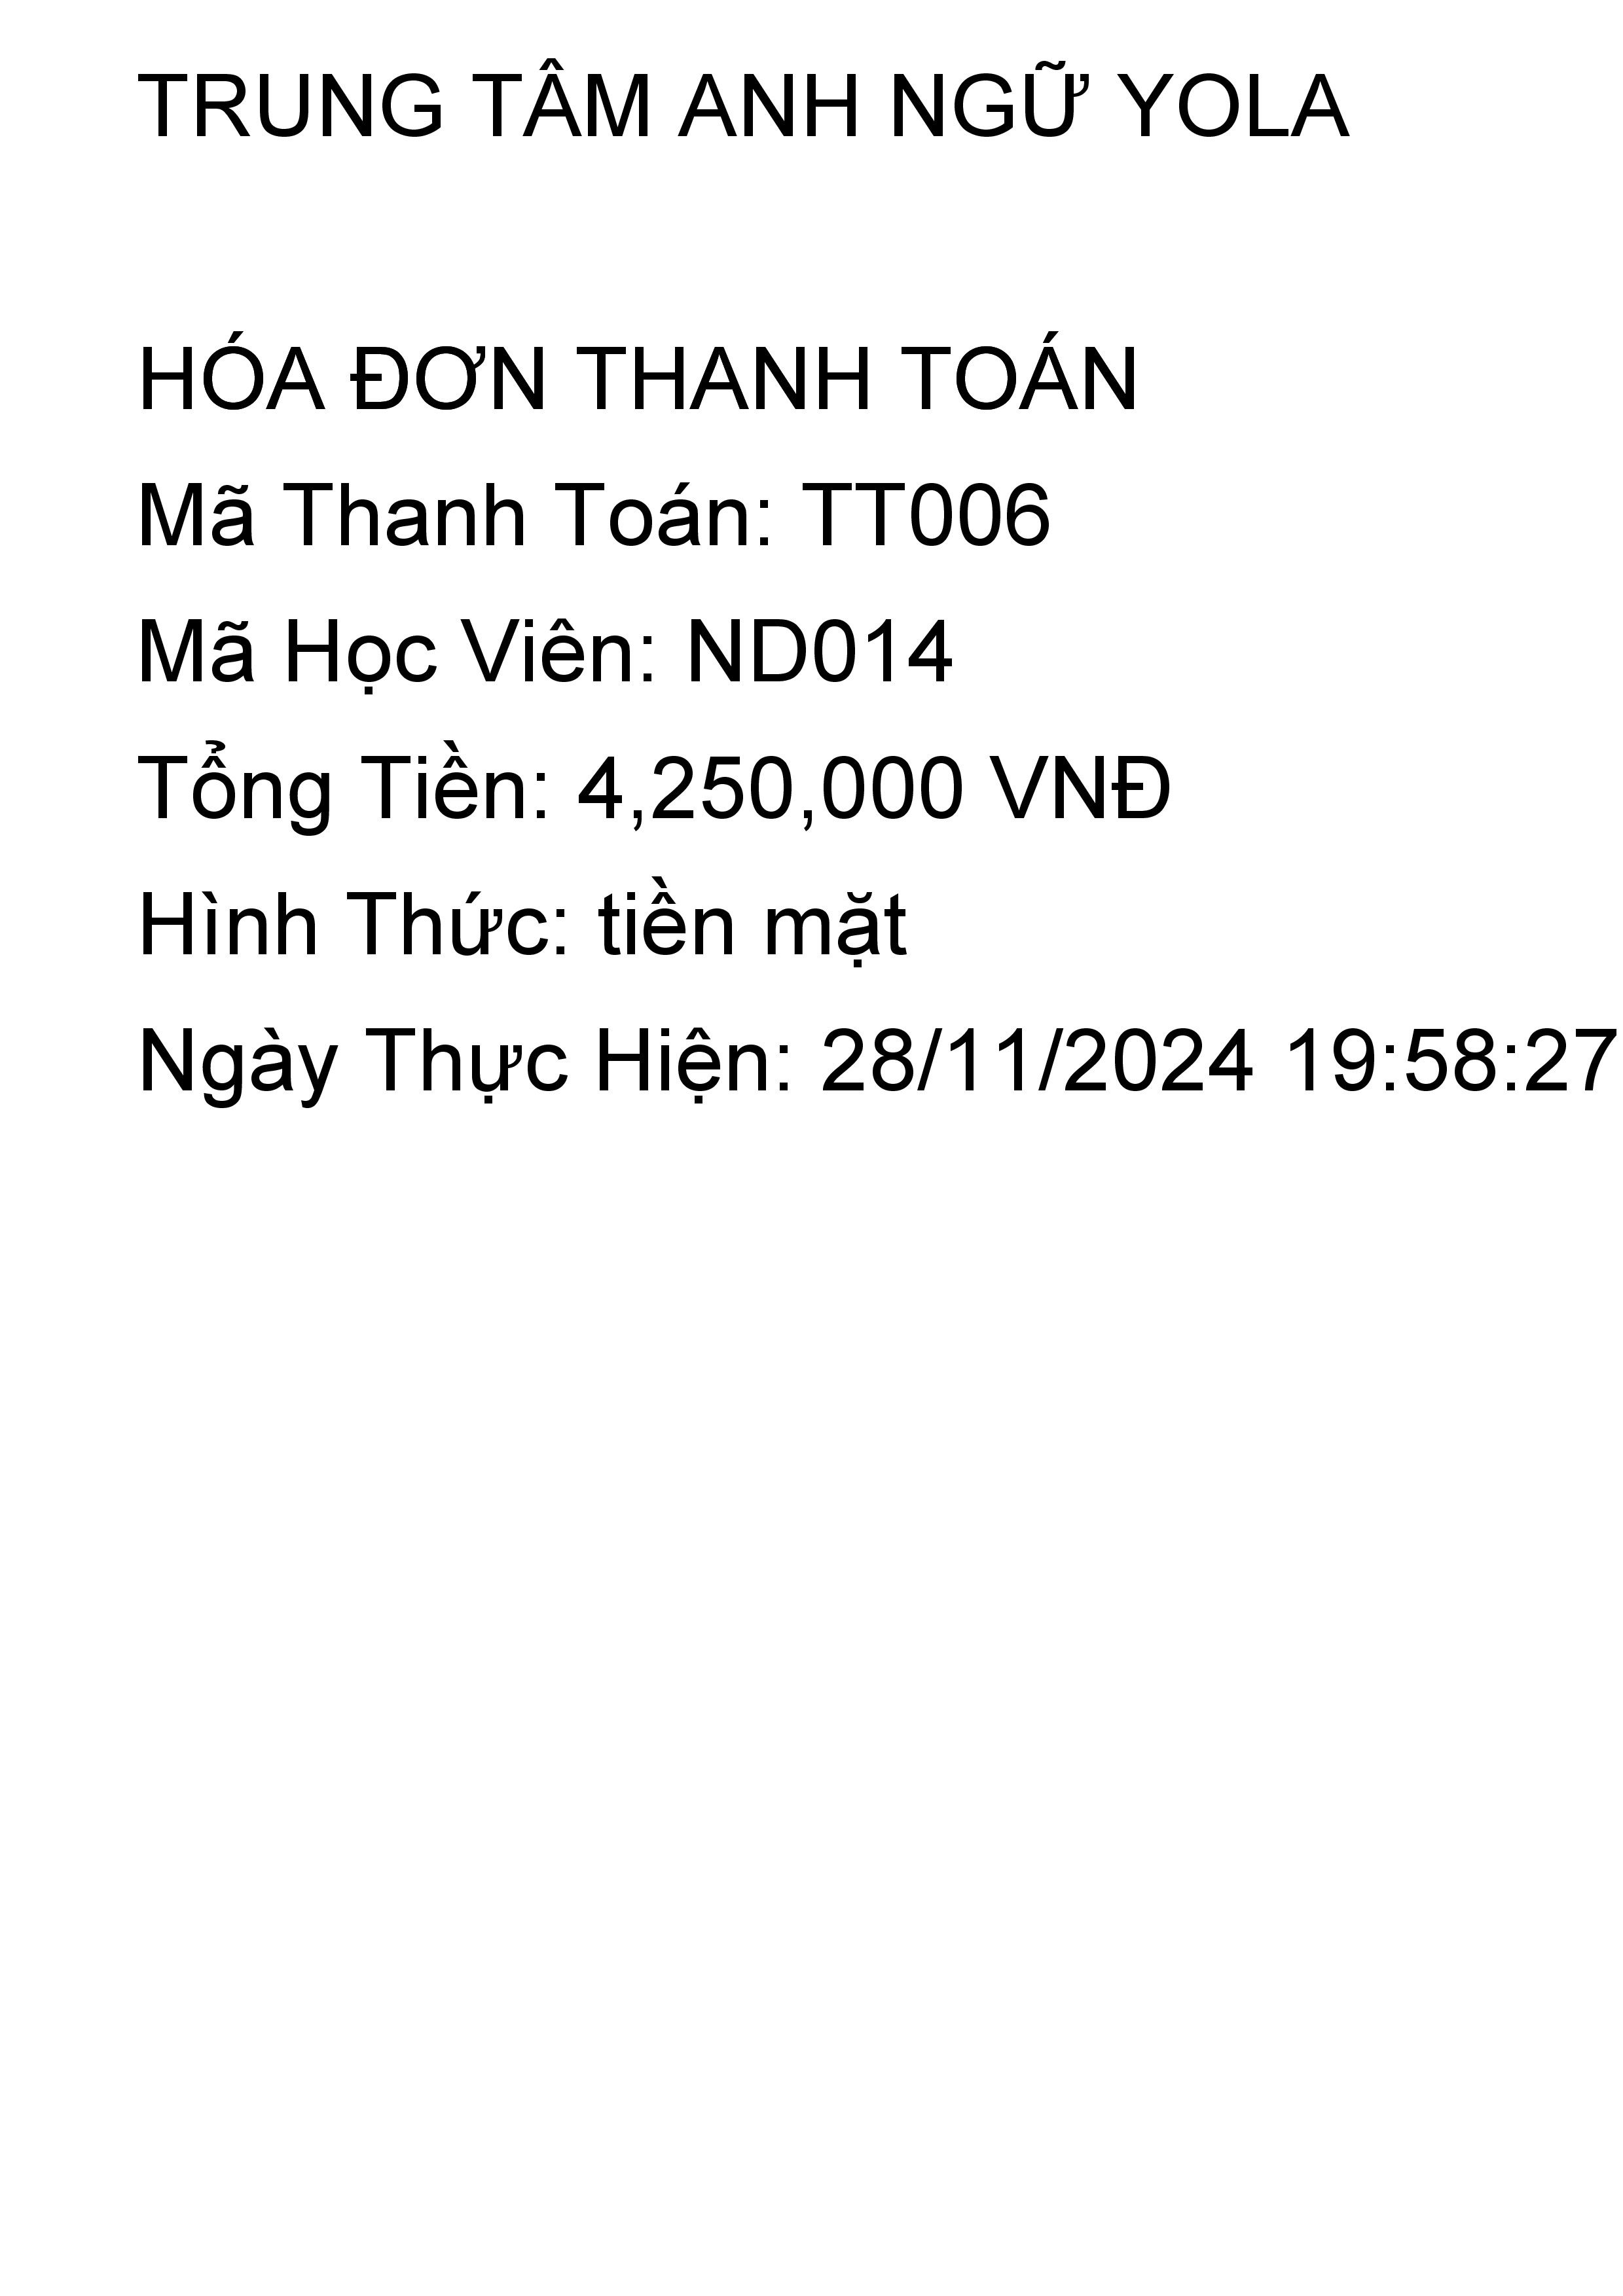 TRUNG TÂM ANH NGỮ YOLA
HÓA ĐƠN THANH TOÁN
Mã Thanh Toán: TT006
Mã Học Viên: ND014
Tổng Tiền: 4,250,000 VNĐ
Hình Thức: tiền mặt
Ngày Thực Hiện: 28/11/2024 19:58:27